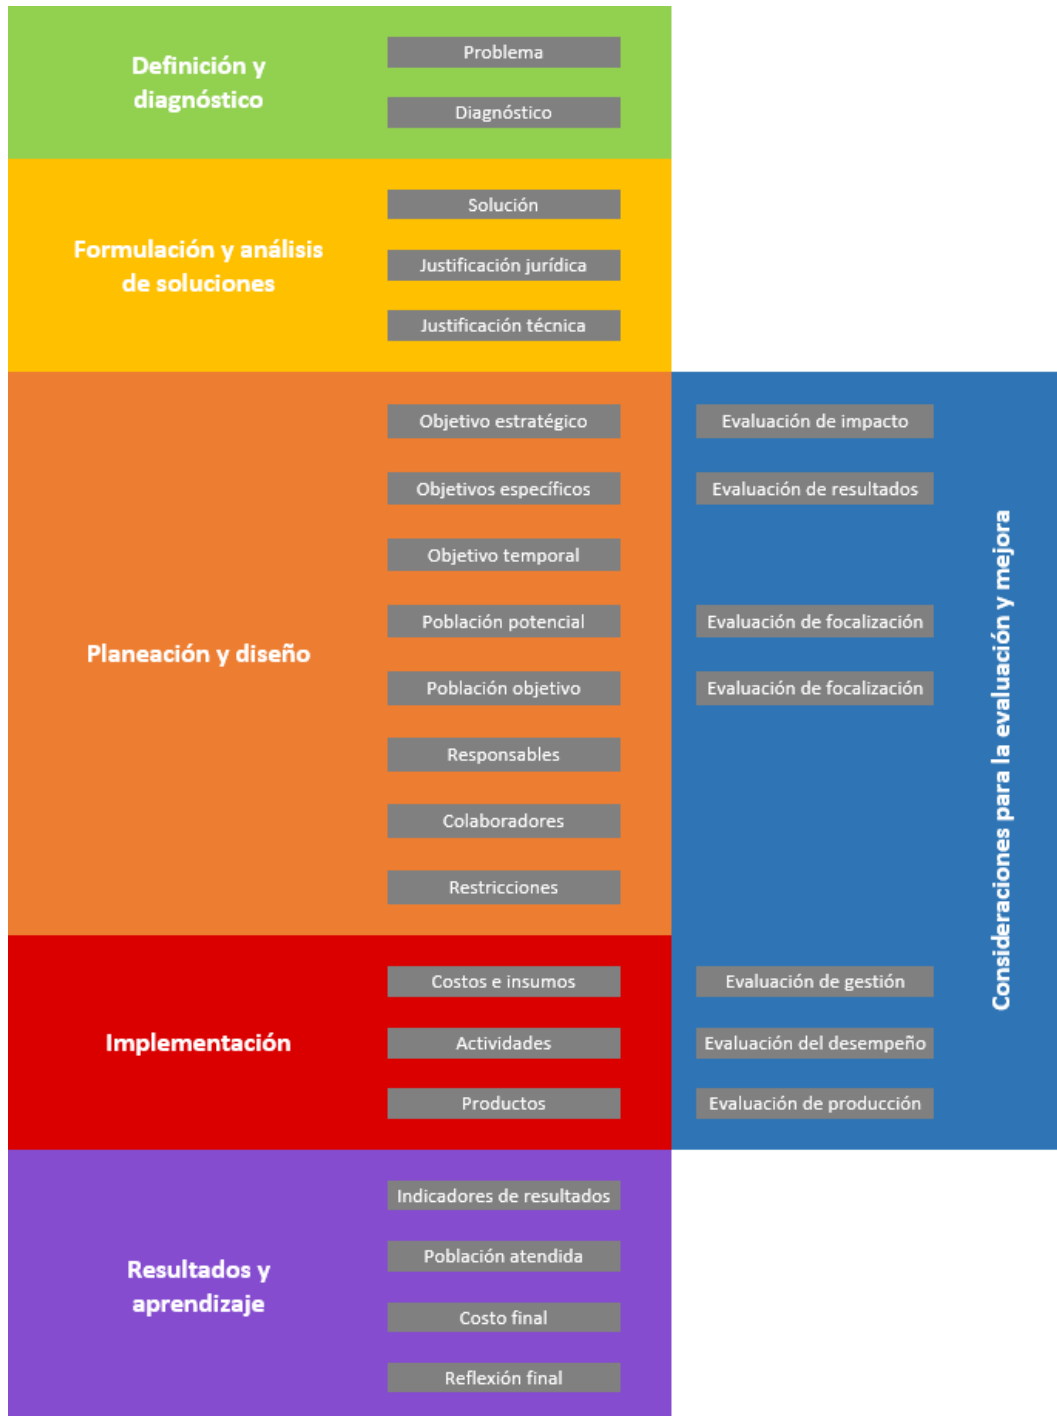 Definición y
diagnóstico
Problema
Diagnóstico
Formulación y análisis
de soluciones
Solución
Justificación jurídica
Justificación técnica
Planeación y diseño
Objetivo estratégico
Objetivos específicos
Objetivo temporal
Población potencial
Población objetivo
Responsables
Colaboradores
Restricciones
Evaluación de impacto
Evaluación de resultados
Evaluación de focalización
Evaluación de focalización
Implementación
Costos e insumos
Actividades
Productos
Evaluación de gestión
Evaluación del desempeño
Evaluación de producción
Consideraciones para la evaluación y mejora
Resultados y
aprendizaje
Indicadores de resultados
Población atendida
Costo final
Reflexión final